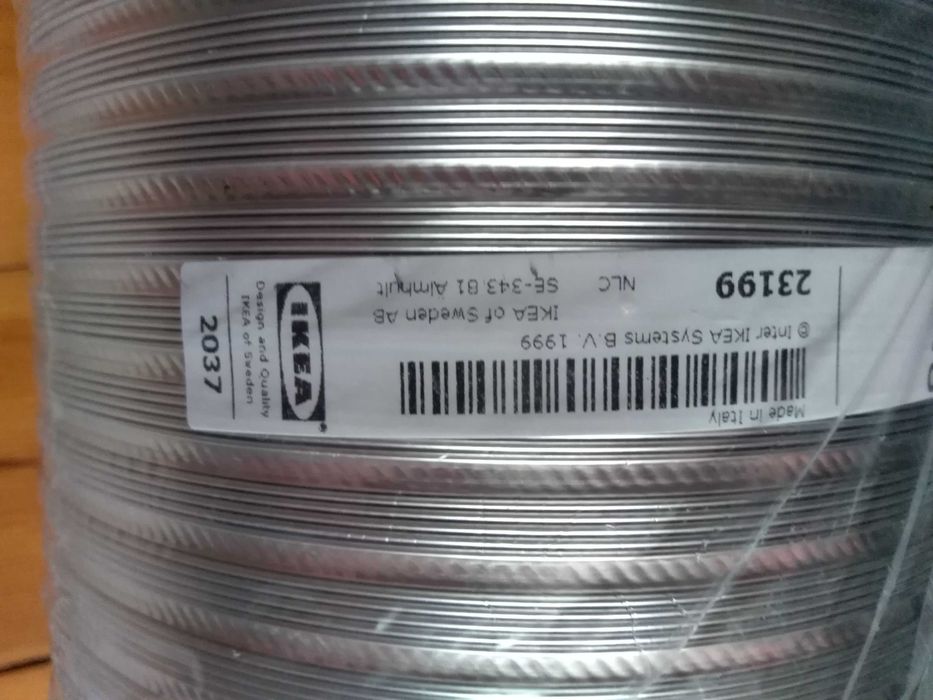 Made in Italy
© Inter IKEA Systems B.V. 1999
23199
NLC
IKEA of Sweden AB
SE-343 81 Älmhult
IKEA®
Design and Quality
IKEA of Sweden
2037